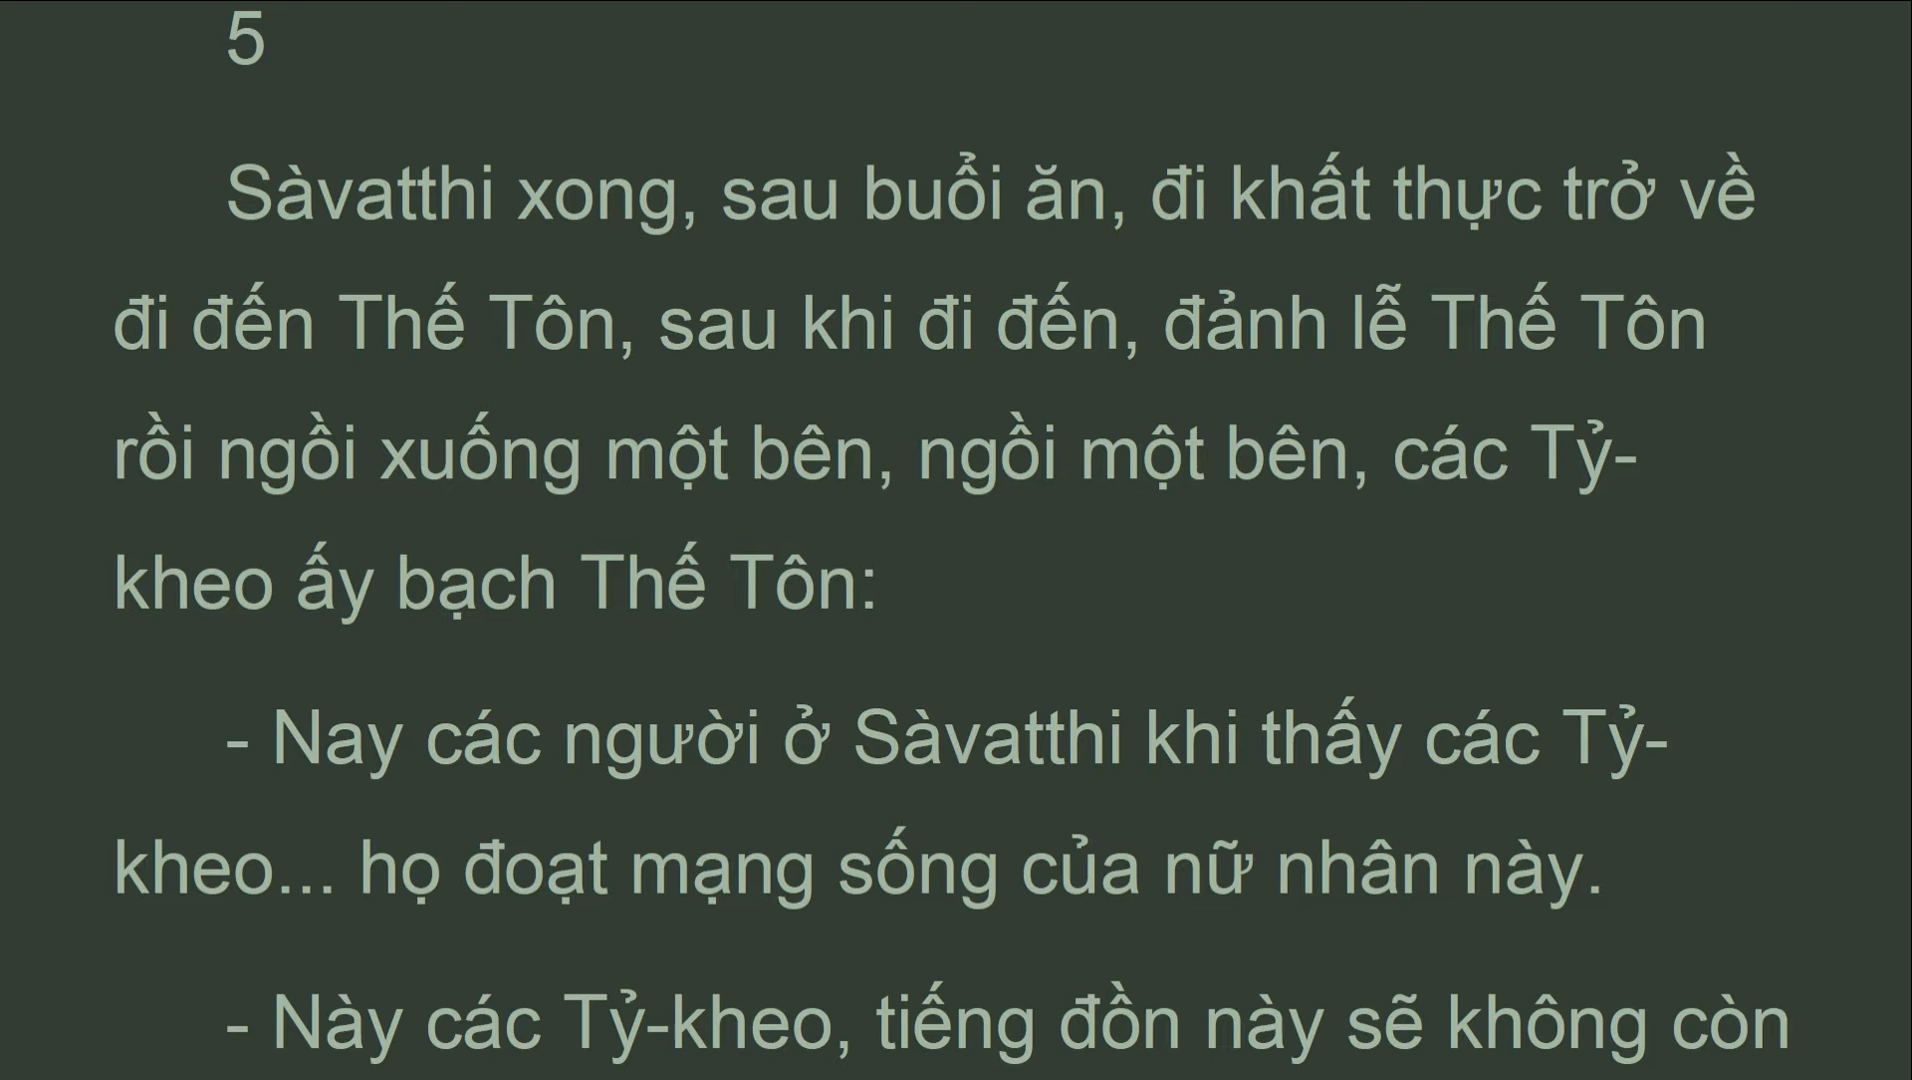 5
Sàvatthi xong, sau buổi ăn, đi khất thực trở về
đi đến Thế Tôn, sau khi đi đến, đảnh lễ Thế Tôn
rồi ngồi xuống một bên, ngồi một bên, các Tỷ-
kheo ấy bạch Thế Tôn:
- Nay các người ở Sàvatthi khi thấy các Tỷ-
kheo... họ đoạt mạng sống của nữ nhân này.
- Này các Tỷ-kheo, tiếng đồn này sẽ không còn